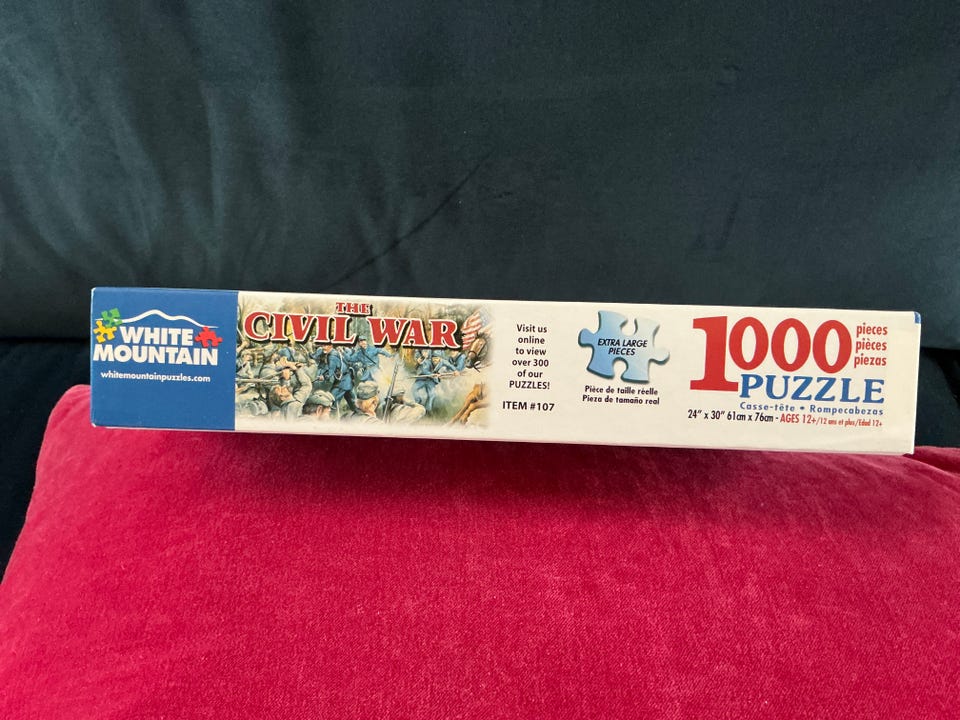 WHITE
MOUNTAIN
whitemountainpuzzles.com
THE
CIVIL WAR
Visit us
online
to view
over 300
of our
PUZZLES!
ITEM #107
EXTRA LARGE
PIECES
Pièce de taille réelle
Pieza de tamaño real
1000 pieces
pièces
piezas
PUZZLE
Casse-tête • Rompecabezas
24" x 30" 61cm x 76cm - AGES 12+/12 ans et plus/Edad 12+